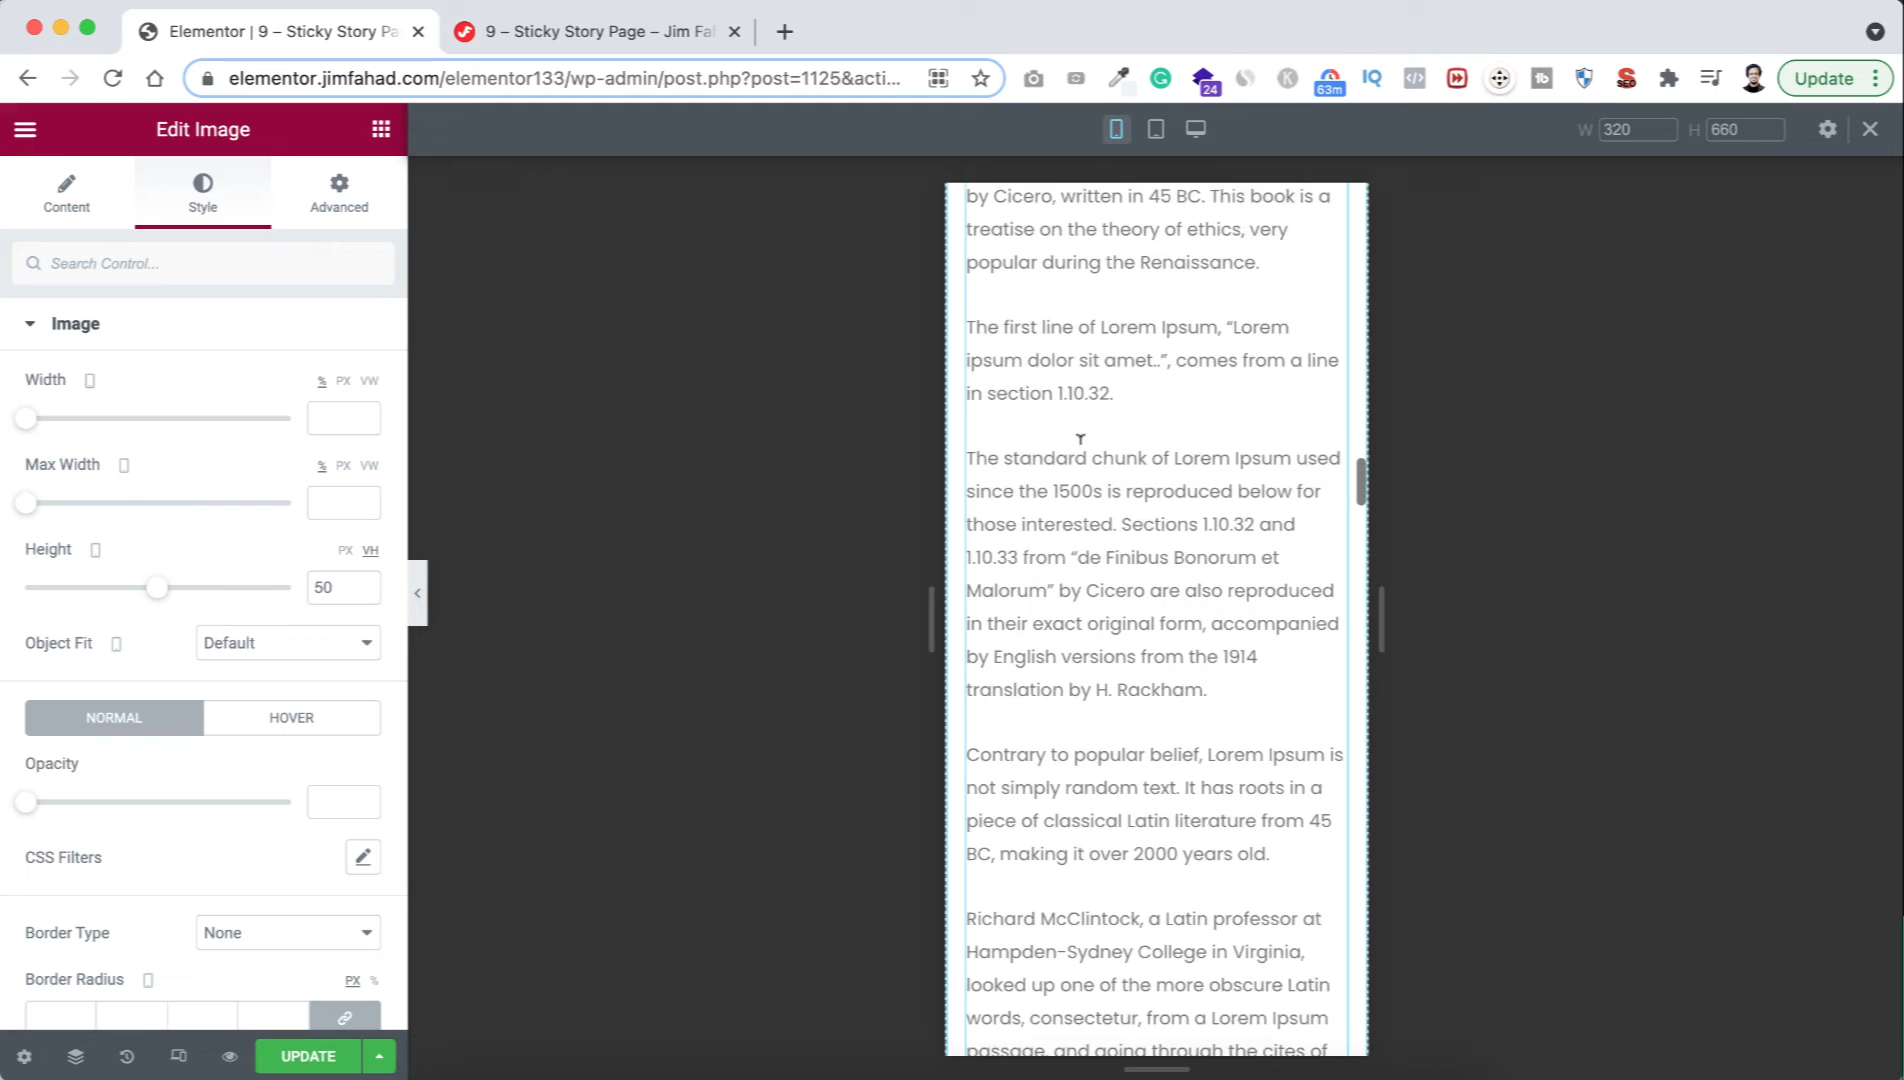 Elementor | 9 – Sticky Story Pa
9 – Sticky Story Page – Jim Fal
elementor.jimfahad.com/elementor133/wp-admin/post.php?post=1125&acti...
24
63m
IQ
SEO
Update
Edit Image
W 320 H 660
Content
Style
Advanced
Search Control...
Image
Width % PX VW
Max Width % PX VW
Height PX VH
50
Object Fit Default
NORMAL HOVER
Opacity
CSS Filters
Border Type None
Border Radius PX %
UPDATE
by Cicero, written in 45 BC. This book is a
treatise on the theory of ethics, very
popular during the Renaissance.
The first line of Lorem Ipsum, “Lorem
ipsum dolor sit amet..”, comes from a line
in section 1.10.32.
The standard chunk of Lorem Ipsum used
since the 1500s is reproduced below for
those interested. Sections 1.10.32 and
1.10.33 from “de Finibus Bonorum et
Malorum” by Cicero are also reproduced
in their exact original form, accompanied
by English versions from the 1914
translation by H. Rackham.
Contrary to popular belief, Lorem Ipsum is
not simply random text. It has roots in a
piece of classical Latin literature from 45
BC, making it over 2000 years old.
Richard McClintock, a Latin professor at
Hampden-Sydney College in Virginia,
looked up one of the more obscure Latin
words, consectetur, from a Lorem Ipsum
passage, and going through the cites of